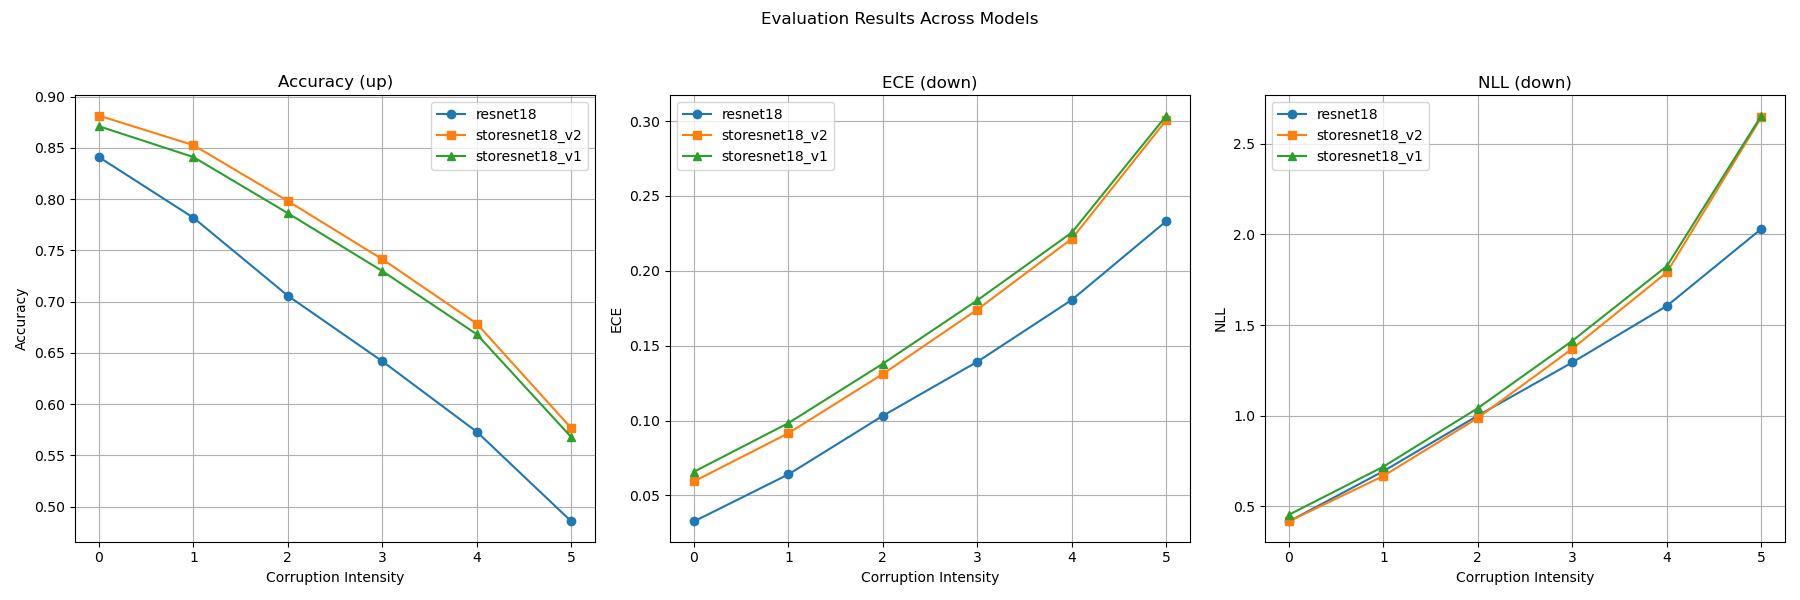 Evaluation Results Across Models
Accuracy (up)
0.90
0.85
0.80
0.75
0.70
0.65
0.60
0.55
0.50
Accuracy
resnet18
storesnet18_v2
storesnet18_v1
0 1 2 3 4 5
Corruption Intensity
ECE (down)
0.30
0.25
0.20
0.15
0.10
0.05
ECE
resnet18
storesnet18_v2
storesnet18_v1
0 1 2 3 4 5
Corruption Intensity
NLL (down)
2.5
2.0
1.5
1.0
0.5
NLL
resnet18
storesnet18_v2
storesnet18_v1
0 1 2 3 4 5
Corruption Intensity